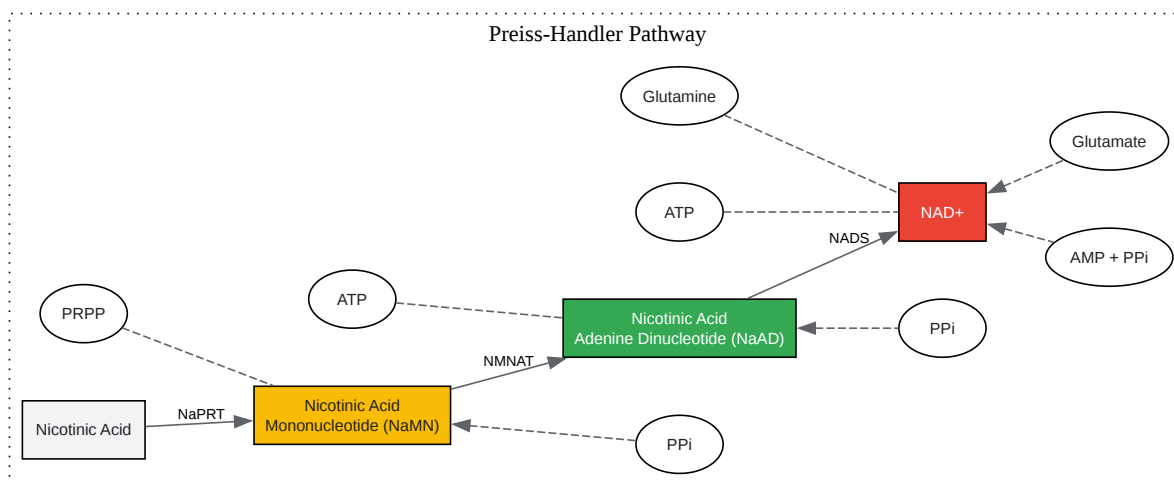 Preiss-Handler Pathway
Glutamine
Glutamate
ATP
NAD+
NADS
AMP + PPi
PRPP
ATP
Nicotinic Acid
Adenine Dinucleotide (NaAD)
PPi
NMNAT
Nicotinic Acid
NaPRT
Mononucleotide (NaMN)
Nicotinic Acid
PPi